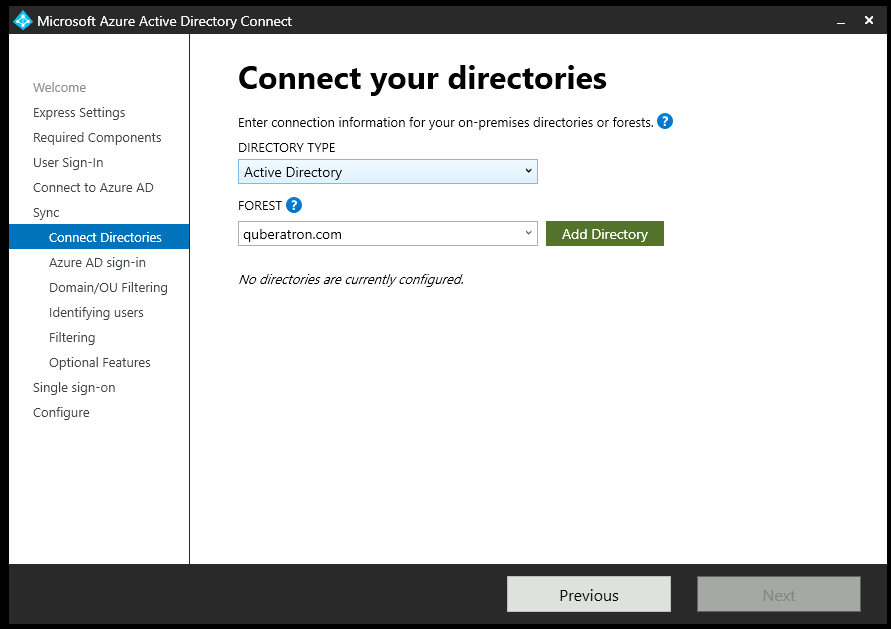 Microsoft Azure Active Directory Connect
Welcome
Express Settings
Required Components
User Sign-In
Connect to Azure AD
Sync
Connect Directories
Azure AD sign-in
Domain/OU Filtering
Identifying users
Filtering
Optional Features
Single sign-on
Configure
Connect your directories
Enter connection information for your on-premises directories or forests. ?
DIRECTORY TYPE
Active Directory
FOREST ?
quberatron.com Add Directory
No directories are currently configured.
Previous Next